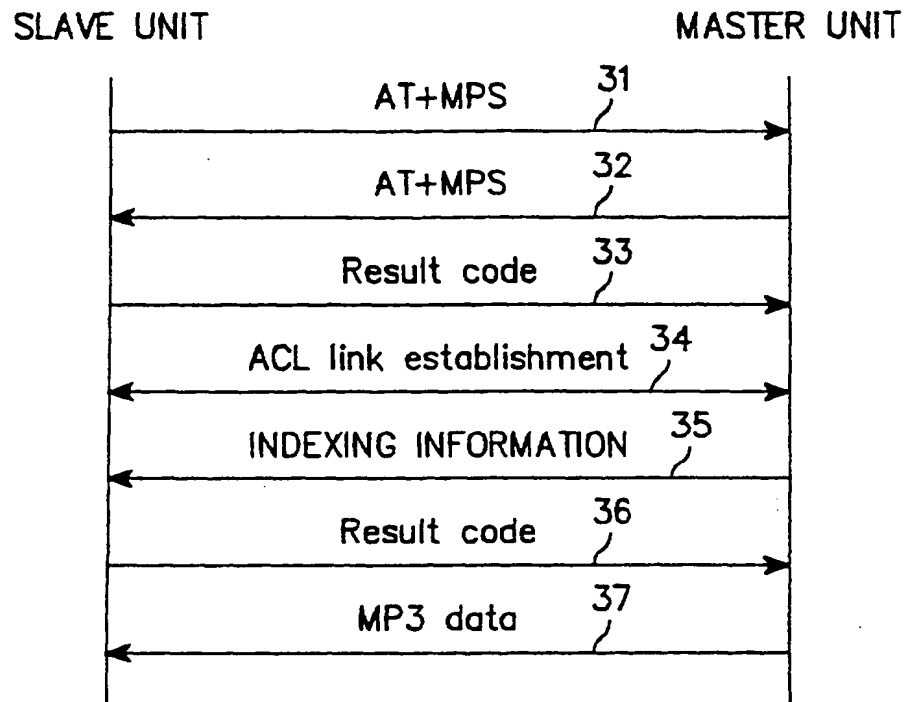 SLAVE UNIT
MASTER UNIT
AT+MPS
31
AT+MPS
32
Result code
33
ACL link establishment
34
INDEXING INFORMATION
35
Result code
36
MP3 data
37